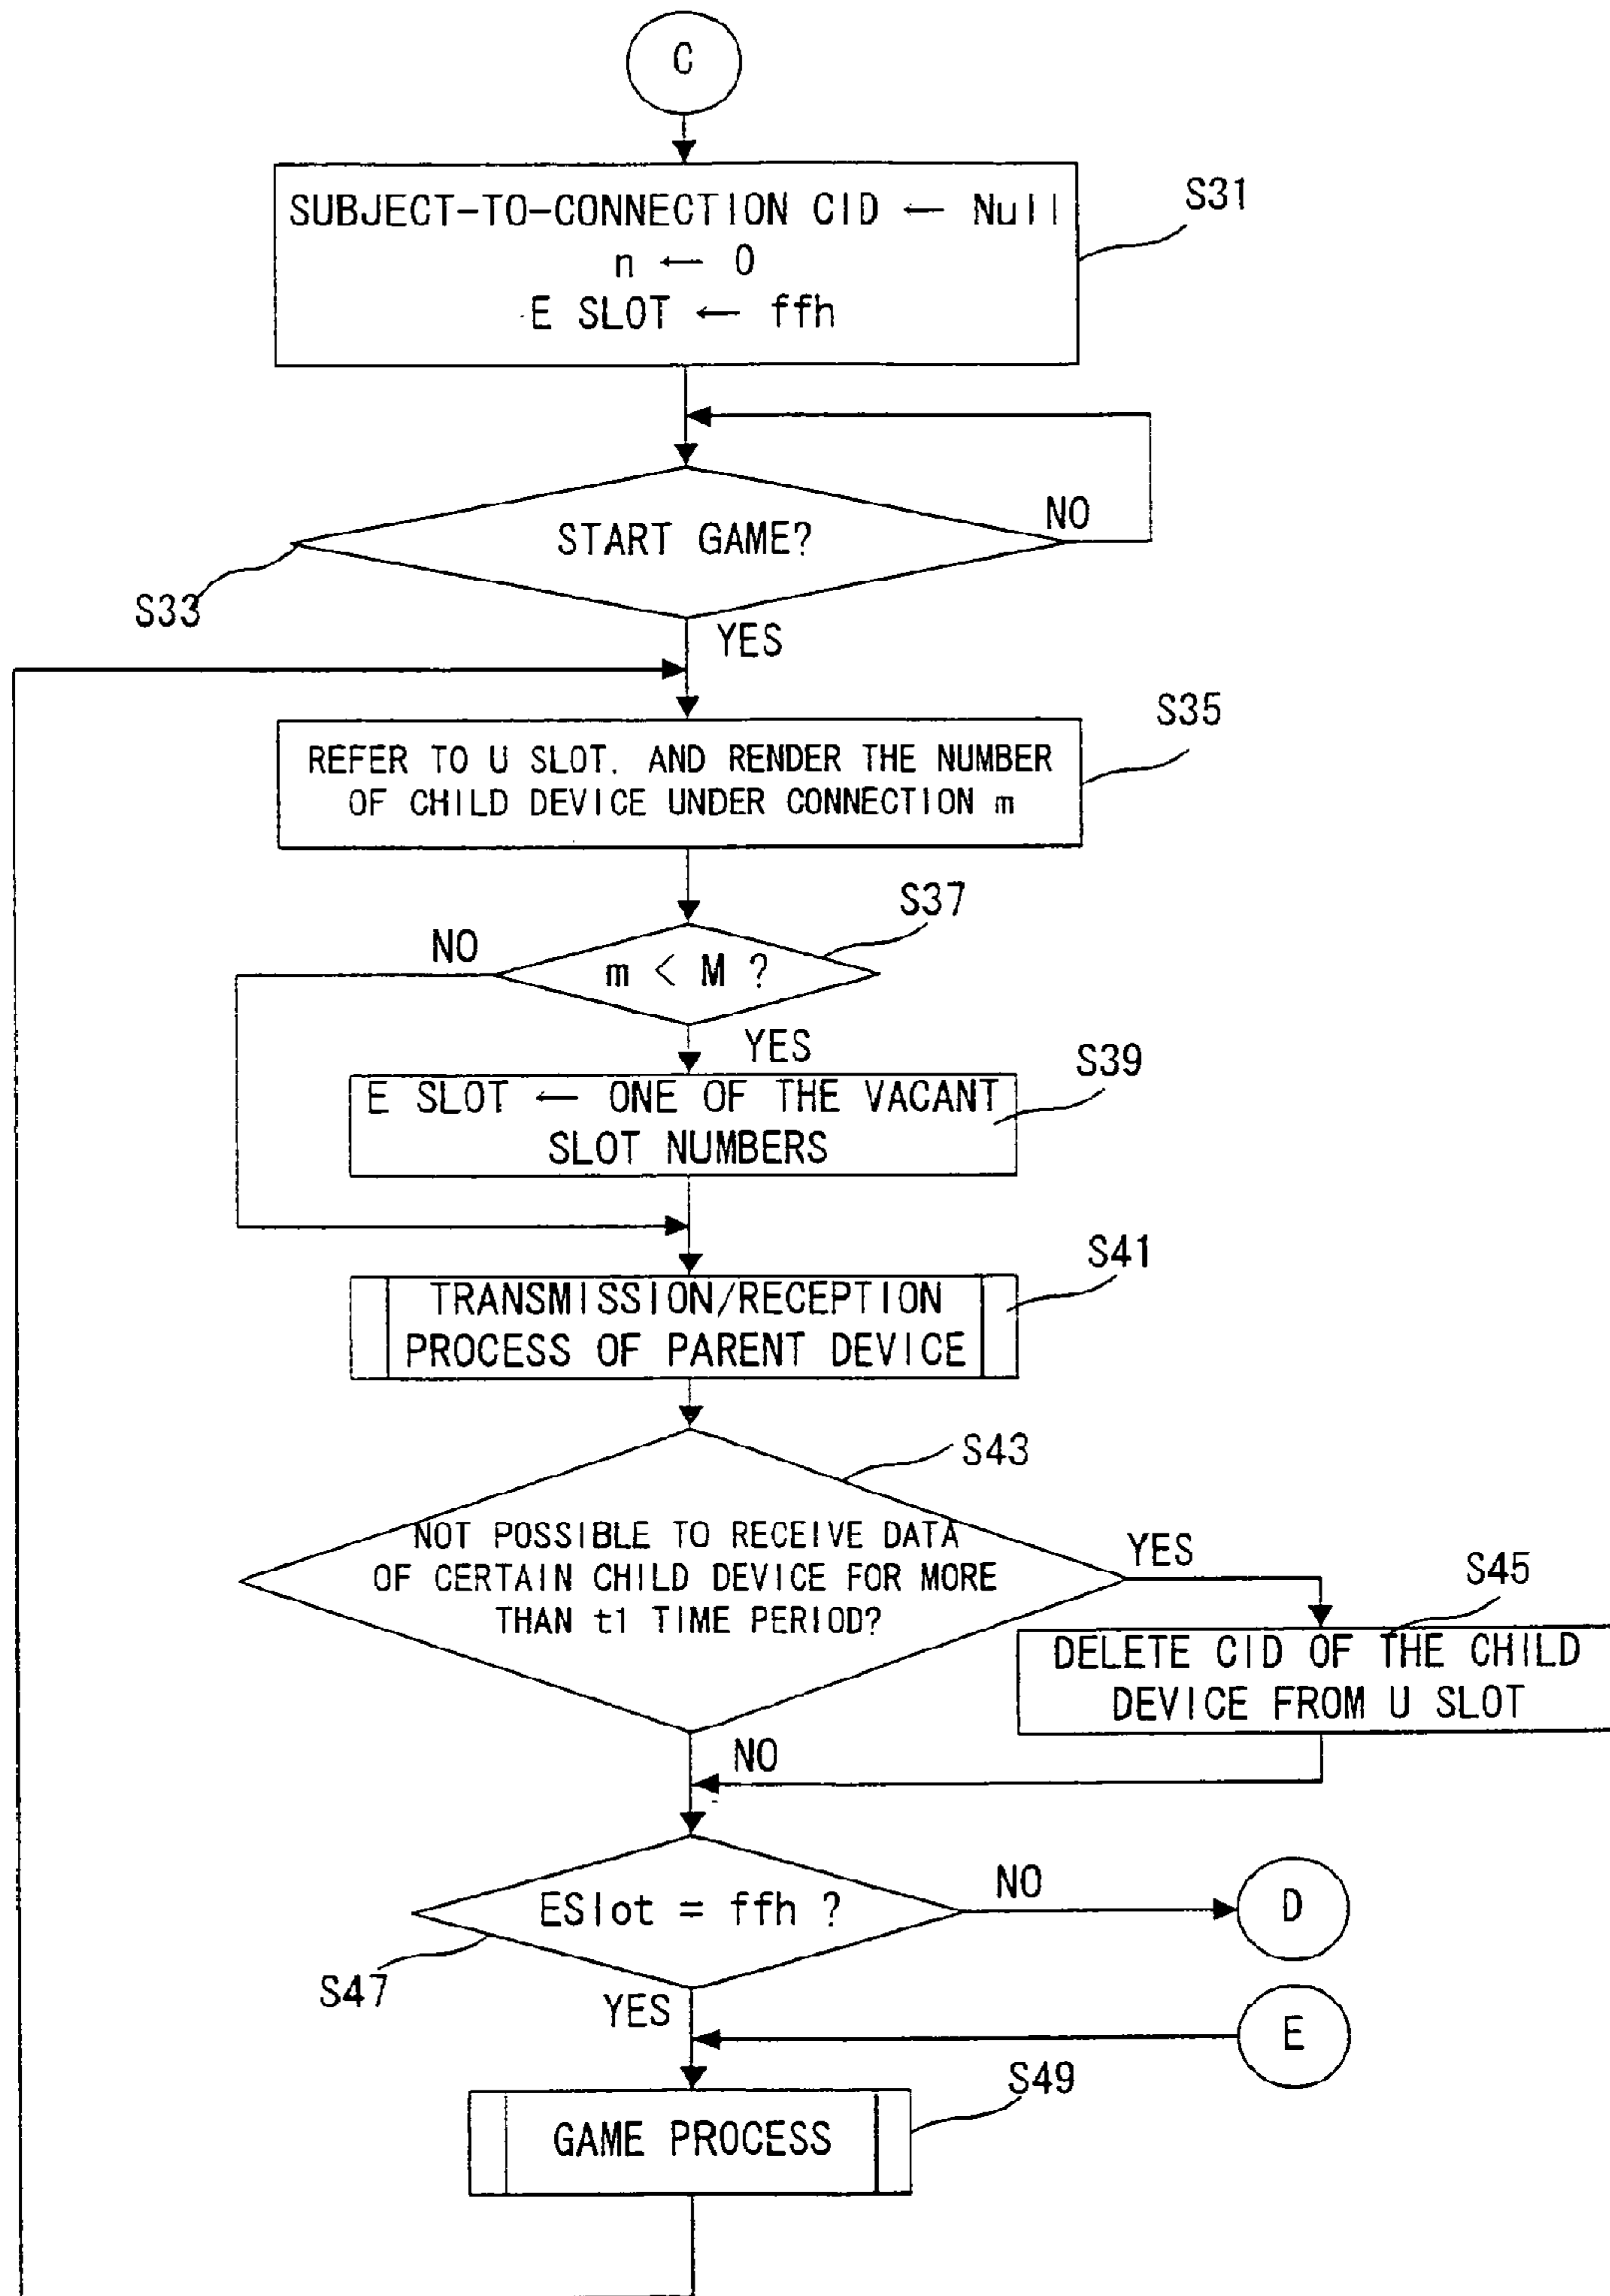 C
SUBJECT-TO-CONNECTION CID ← Null
n ← 0
E SLOT ← ffh
S31
START GAME?
NO
S33
YES
S35
REFER TO U SLOT. AND RENDER THE NUMBER
OF CHILD DEVICE UNDER CONNECTION m
S37
NO
m < M ?
YES
S39
E SLOT ← ONE OF THE VACANT
SLOT NUMBERS
S41
TRANSMISSION/RECEPTION
PROCESS OF PARENT DEVICE
S43
NOT POSSIBLE TO RECEIVE DATA
OF CERTAIN CHILD DEVICE FOR MORE
THAN t1 TIME PERIOD?
YES
S45
DELETE CID OF THE CHILD
DEVICE FROM U SLOT
NO
ESlot = ffh ?
NO
D
S47
YES
E
S49
GAME PROCESS